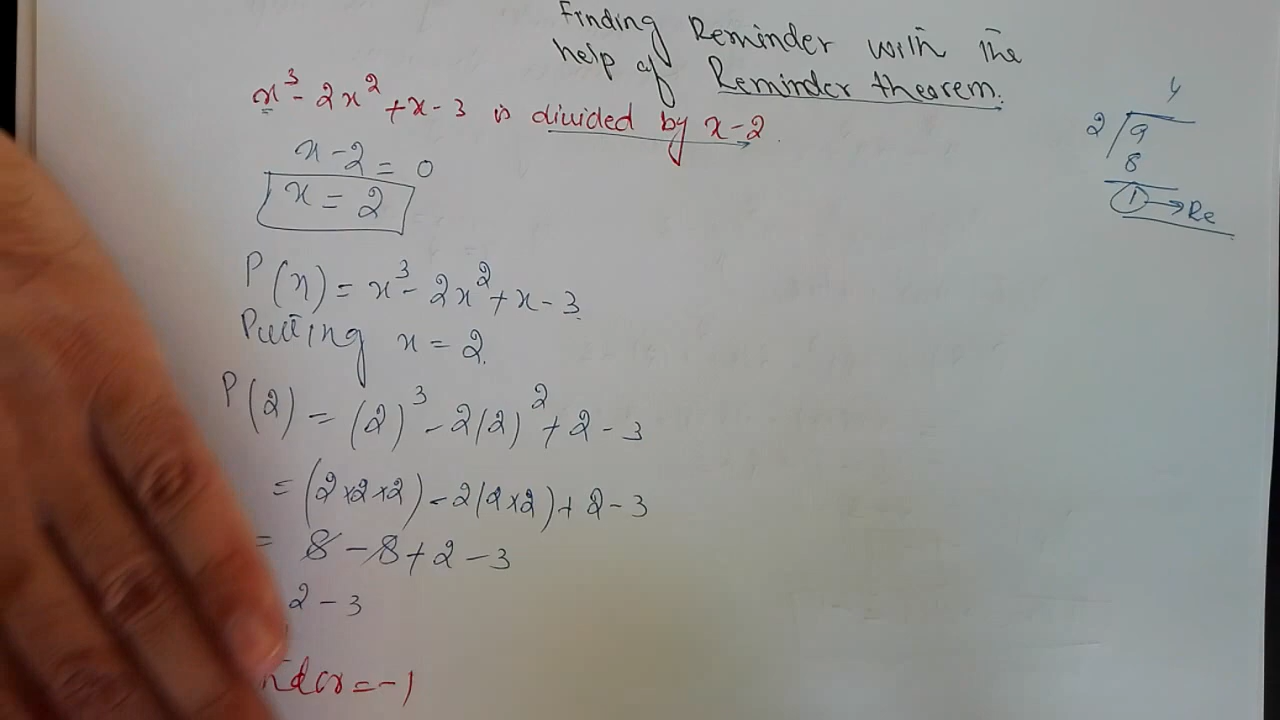 Finding Reminder with the
help of Reminder theorem.
x³ - 2x² + x - 3 is divided by x - 2
x - 2 = 0
x = 2
P(x) = x³ - 2x² + x - 3
Putting x = 2.
P(2) = (2)³ - 2(2)² + 2 - 3
= (2×2×2) - 2(2×2) + 2 - 3
= 8 - 8 + 2 - 3
2 - 3
nder = -1
4
2 9
8
1 → Re